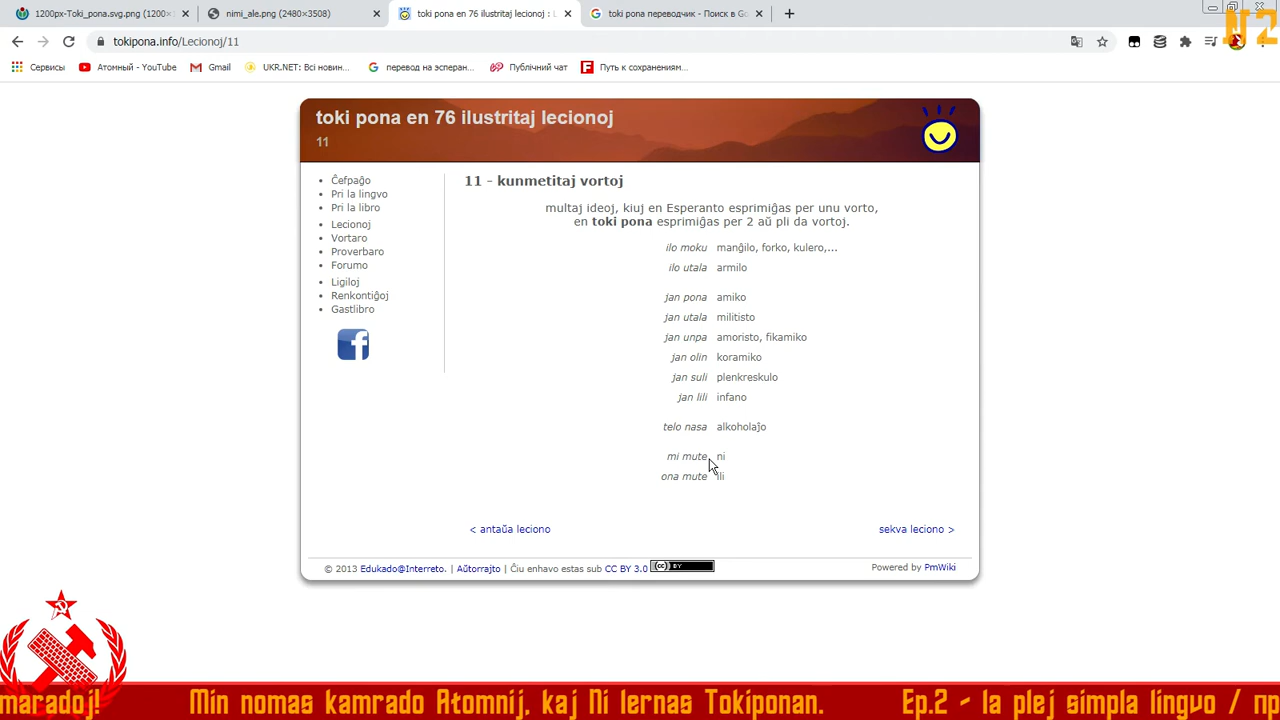 1200px-Toki_pona.svg.png (1200×1
nimi_ale.png (2480×3508)
toki pona en 76 ilustritaj lecionoj : L
toki pona переводчик - Поиск в Go
N2
tokipona.info/Lecionoj/11
Сервисы
Атомный - YouTube
Gmail
UKR.NET: Всі новин...
перевод на эсперан...
Публічний чат
Путь к сохранениям...
toki pona en 76 ilustritaj lecionoj
11
Ĉefpaĝo
Pri la lingvo
Pri la libro
Lecionoj
Vortaro
Proverbaro
Forumo
Ligiloj
Renkontiĝoj
Gastlibro
11 - kunmetitaj vortoj
multaj ideoj, kiuj en Esperanto esprimiĝas per unu vorto,
en toki pona esprimiĝas per 2 aŭ pli da vortoj.
ilo moku manĝilo, forko, kulero,...
ilo utala armilo
jan pona amiko
jan utala militisto
jan unpa amoristo, fikamiko
jan olin koramiko
jan suli plenkreskulo
jan lili infano
telo nasa alkoholaĵo
mi mute ni
ona mute ili
< antaŭa leciono
sekva leciono >
© 2013 Edukado@Interreto. | Aŭtorrajto | Ĉiu enhavo estas sub CC BY 3.0
cc BY
Powered by PmWiki
maradoj! Min nomas kamrado Atomnij, kaj Ni lernas Tokiponan. Ep.2 - la plej simpla lingvo / пр